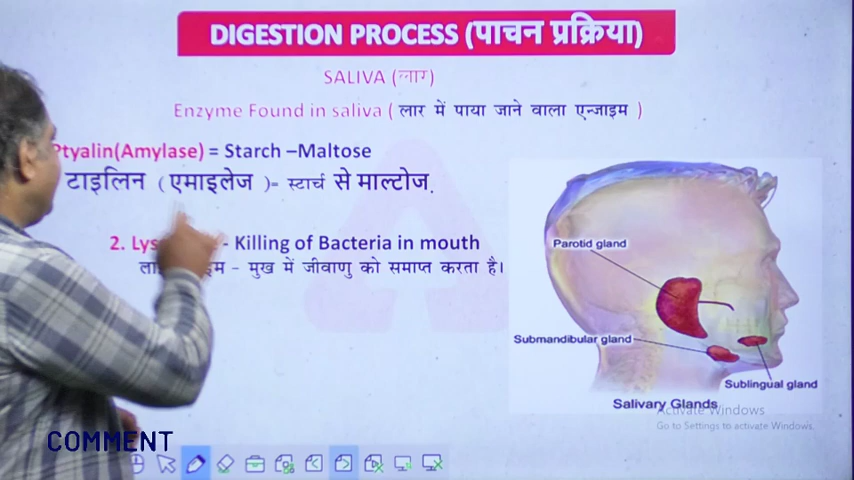 DIGESTION PROCESS (पाचन प्रक्रिया)
SALIVA (लार)
Enzyme Found in saliva ( लार में पाया जाने वाला एन्जाइम )
Ptyalin(Amylase) = Starch –Maltose
टाइलिन ( एमाइलेज )= स्टार्च से माल्टोज.
2. Lys - Killing of Bacteria in mouth
ला इम - मुख में जीवाणु को समाप्त करता है।
Parotid gland
Submandibular gland
Sublingual gland
Salivary Glands
Activate Windows
Go to Settings to activate Windows.
COMMENT